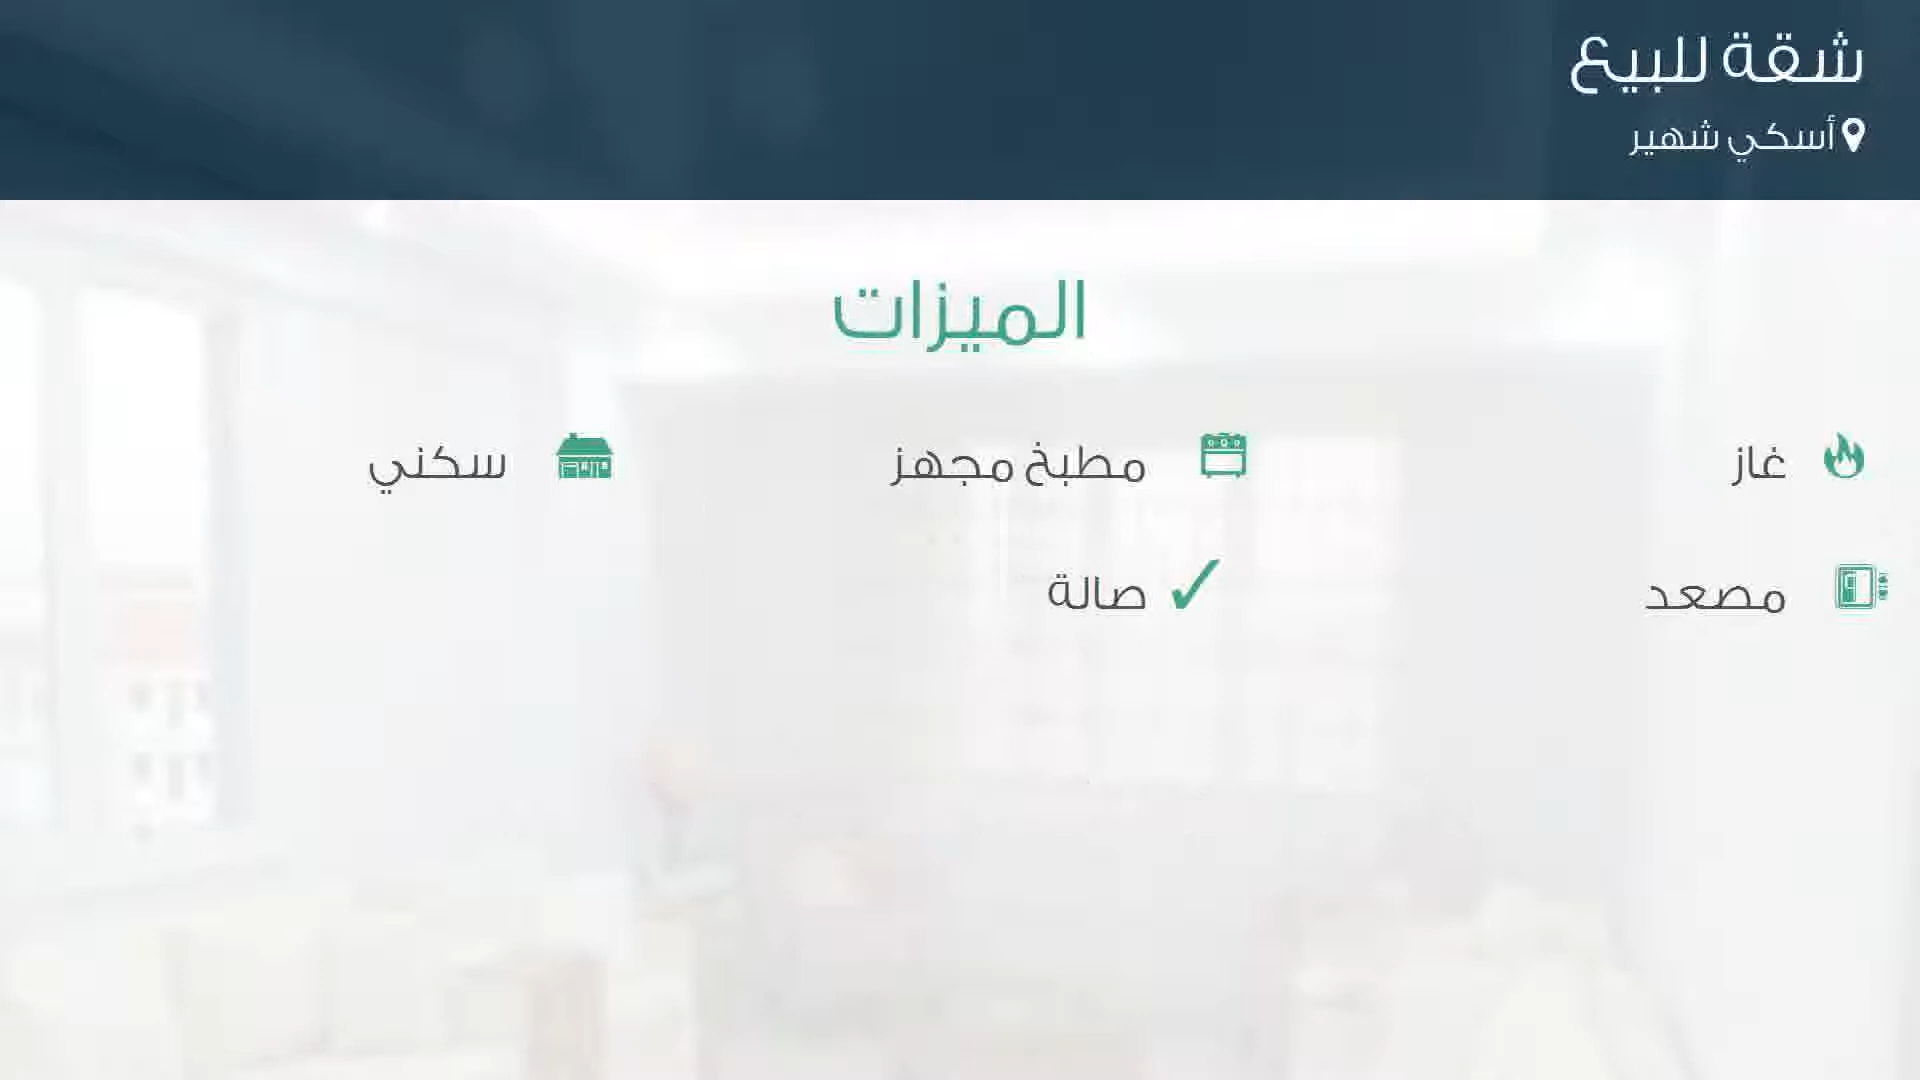 شقة للبيع
أسكي شهير
الميزات
غاز
مطبخ مجهز
سكني
مصعد
صالة